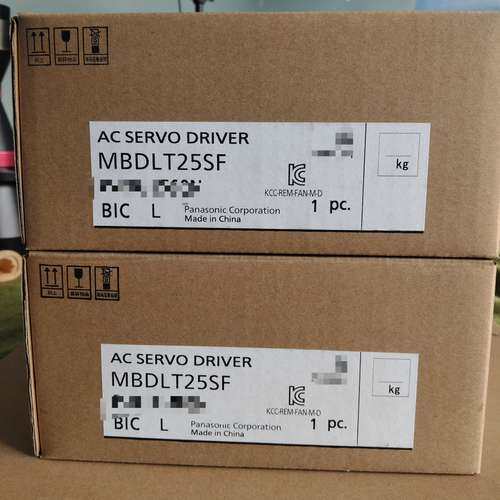 AC SERVO DRIVER
MBDLT25SF
kg
KCC-REM-FAN-M-D
BIC L
Panasonic Corporation
Made in China
1 pc.
AC SERVO DRIVER
MBDLT25SF
kg
KCC-REM-FAN-M-D
BIC L
Panasonic Corporation
Made in China
1 pc.